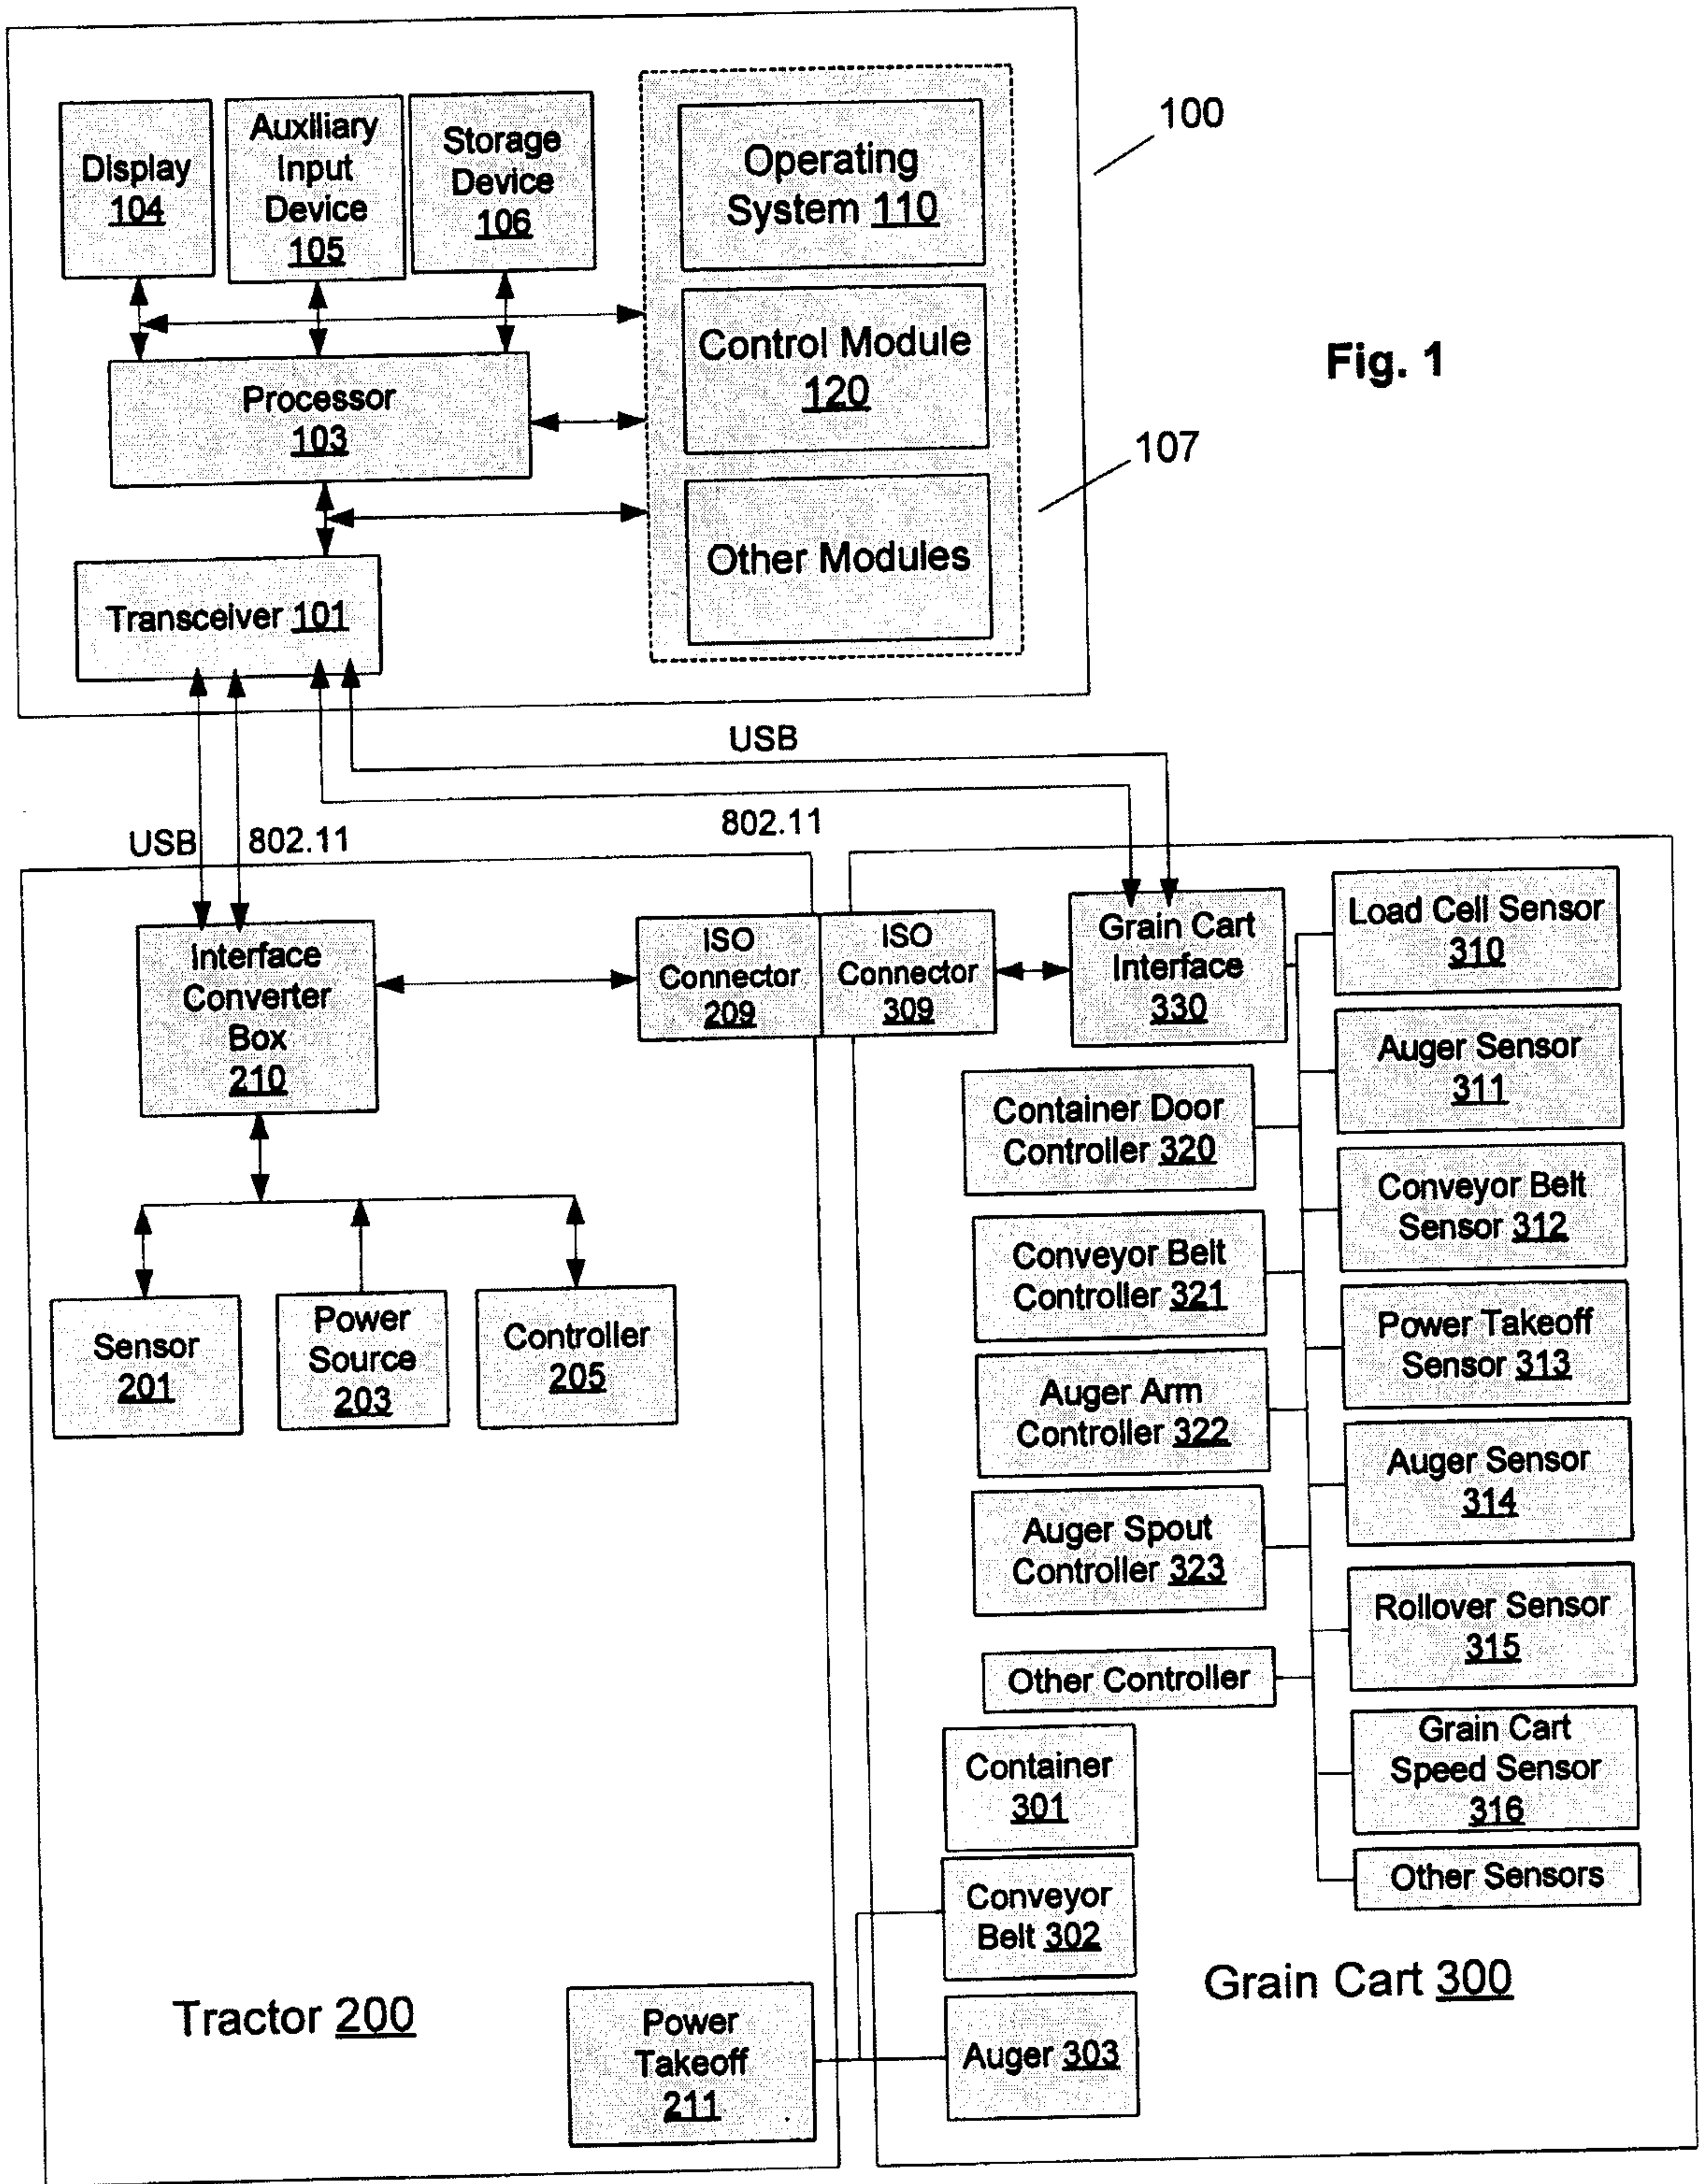 Display
104
Auxiliary
Input
Device
105
Storage
Device
106
Operating
System 110
100
Control Module
120
Fig. 1
Processor
103
107
Other Modules
Transceiver 101
USB
802.11
USB
802.11
Interface
Converter
Box
210
ISO
Connector
209
ISO
Connector
309
Grain Cart
Interface
330
Load Cell Sensor
310
Auger Sensor
311
Container Door
Controller 320
Conveyor Belt
Sensor 312
Conveyor Belt
Controller 321
Power Takeoff
Sensor 313
Sensor
201
Power
Source
203
Controller
205
Auger Arm
Controller 322
Auger Sensor
314
Auger Spout
Controller 323
Rollover Sensor
315
Other Controller
Grain Cart
Speed Sensor
316
Container
301
Other Sensors
Conveyor
Belt 302
Grain Cart 300
Tractor 200
Power
Takeoff
211
Auger 303